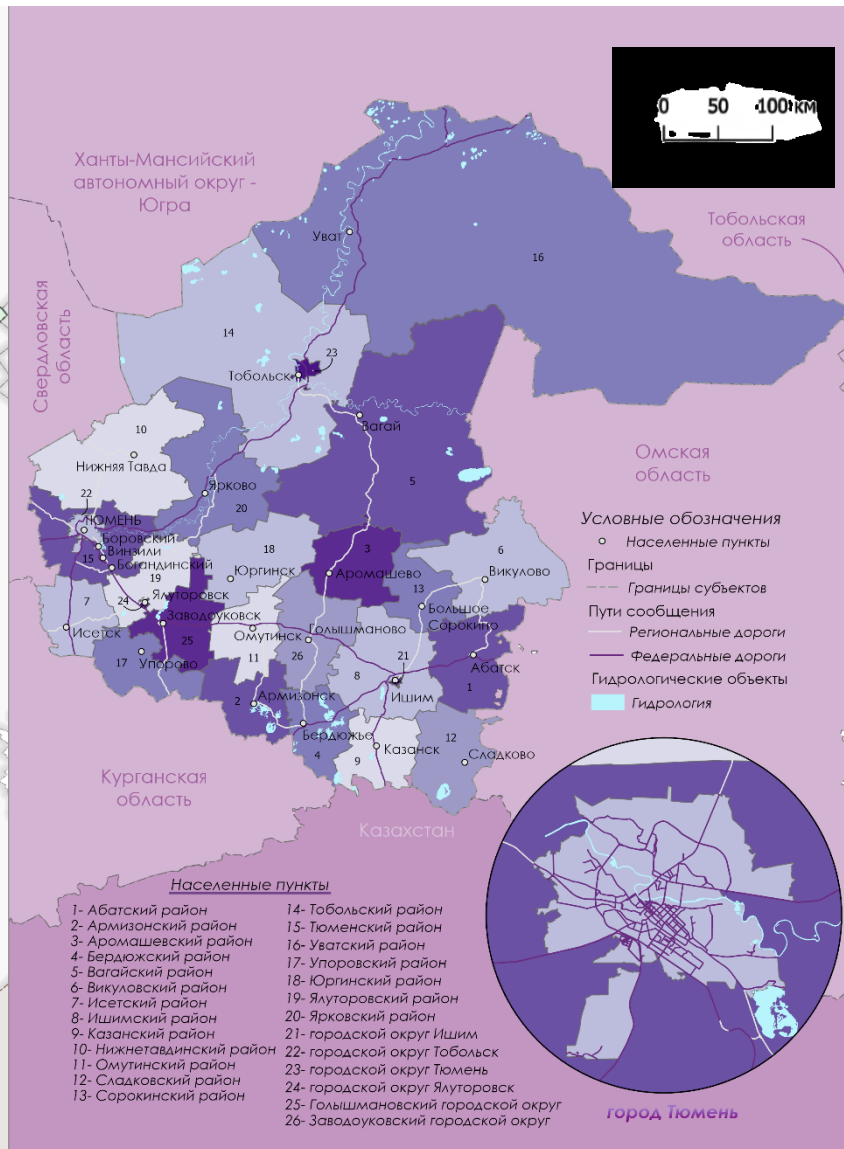 0 50 100 км
Ханты-Мансийский
автономный округ -
Югра
Тобольская
область
Свердловская
область
Уват
16
14
23
Тобольск
Вагай
10
Нижняя Тавда
5
Омская
область
22
Ярково
20
ТЮМЕНЬ
Боровский
Винзили
15
Богандинский
18
3
6
19
Юргинск
Аромашево
Викулово
13
24
Ялуторовск
7
Заводоуковск
Большое
Сорокино
Исетск
Омутинск
Голышманово
25
17
Упорово
11
26
21
8
Абатск
1
Ишим
2
Армизонск
Бердюжье
4
Казанск
9
12
Сладково
Условные обозначения
Населенные пункты
Границы
Границы субъектов
Пути сообщения
Региональные дороги
Федеральные дороги
Гидрологические объекты
Гидрология
Курганская
область
Казахстан
Населенные пункты
1- Абатский район
2- Армизонский район
3- Аромашевский район
4- Бердюжский район
5- Вагайский район
6- Викуловский район
7- Исетский район
8- Ишимский район
9- Казанский район
10- Нижнетавдинский район
11- Омутинский район
12- Сладковский район
13- Сорокинский район
14- Тобольский район
15- Тюменский район
16- Уватский район
17- Упоровский район
18- Юргинский район
19- Ялуторовский район
20- Ярковский район
21- городской округ Ишим
22- городской округ Тобольск
23- городской округ Тюмень
24- городской округ Ялуторовск
25- Голышмановский городской округ
26- Заводоуковский городской округ
город Тюмень